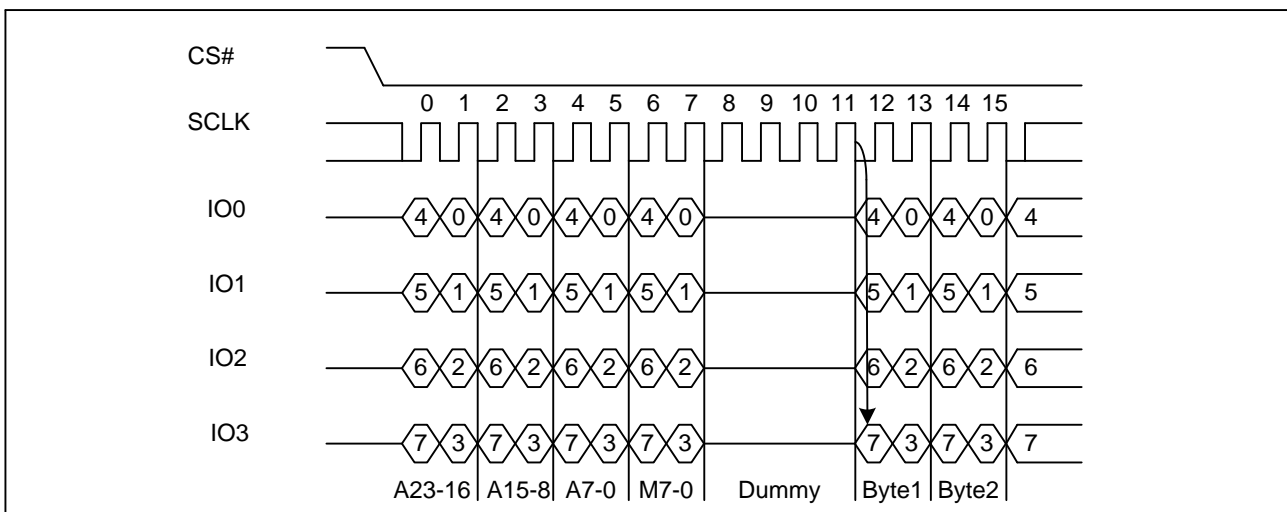 CS#
0 1 2 3 4 5 6 7 8 9 10 11 12 13 14 15
SCLK
IO0 4 0 4 0 4 0 4 0 4 0 4 0 4
IO1 5 1 5 1 5 1 5 1 5 1 5 1 5
IO2 6 2 6 2 6 2 6 2 6 2 6 2 6
IO3 7 3 7 3 7 3 7 3 7 3 7 3 7
A23-16 A15-8 A7-0 M7-0 Dummy Byte1 Byte2